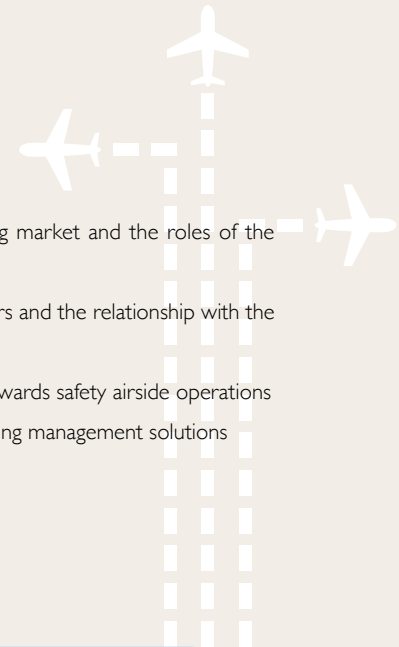 g market and the roles of the
rs and the relationship with the
wards safety airside operations
ing management solutions